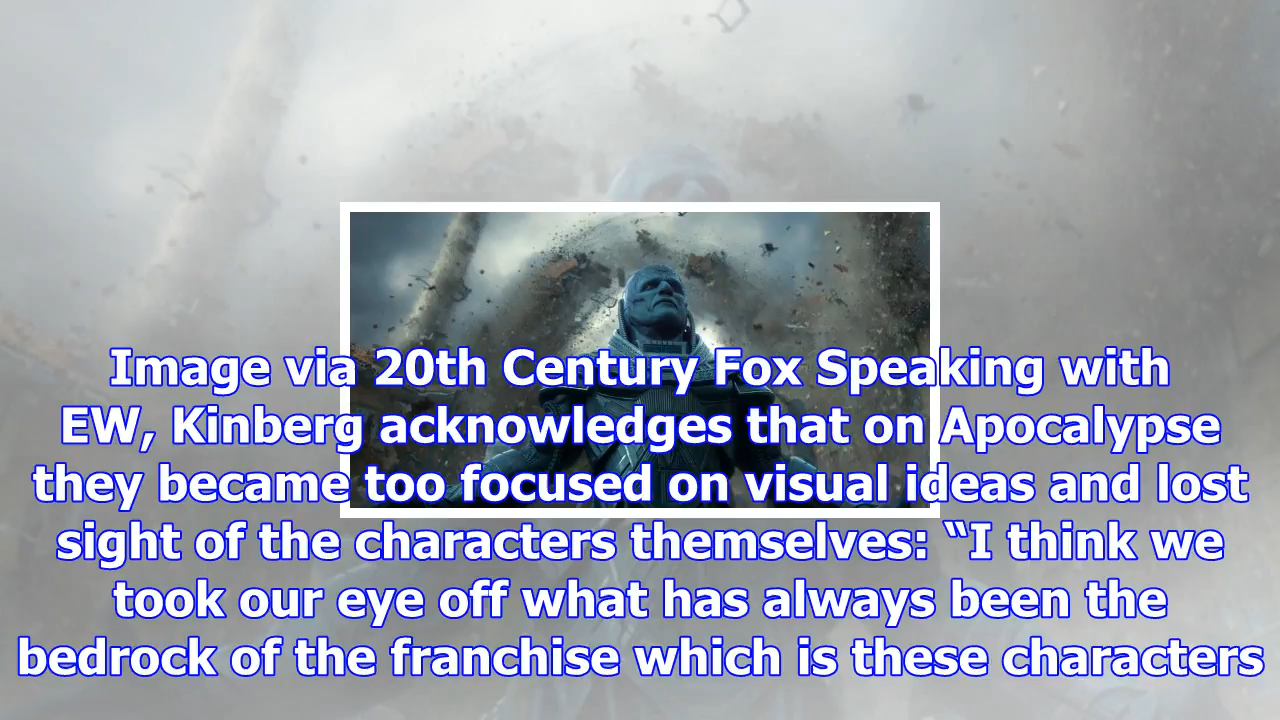 Image via 20th Century Fox Speaking with
EW, Kinberg acknowledges that on Apocalypse
they became too focused on visual ideas and lost
sight of the characters themselves: “I think we
took our eye off what has always been the
bedrock of the franchise which is these characters